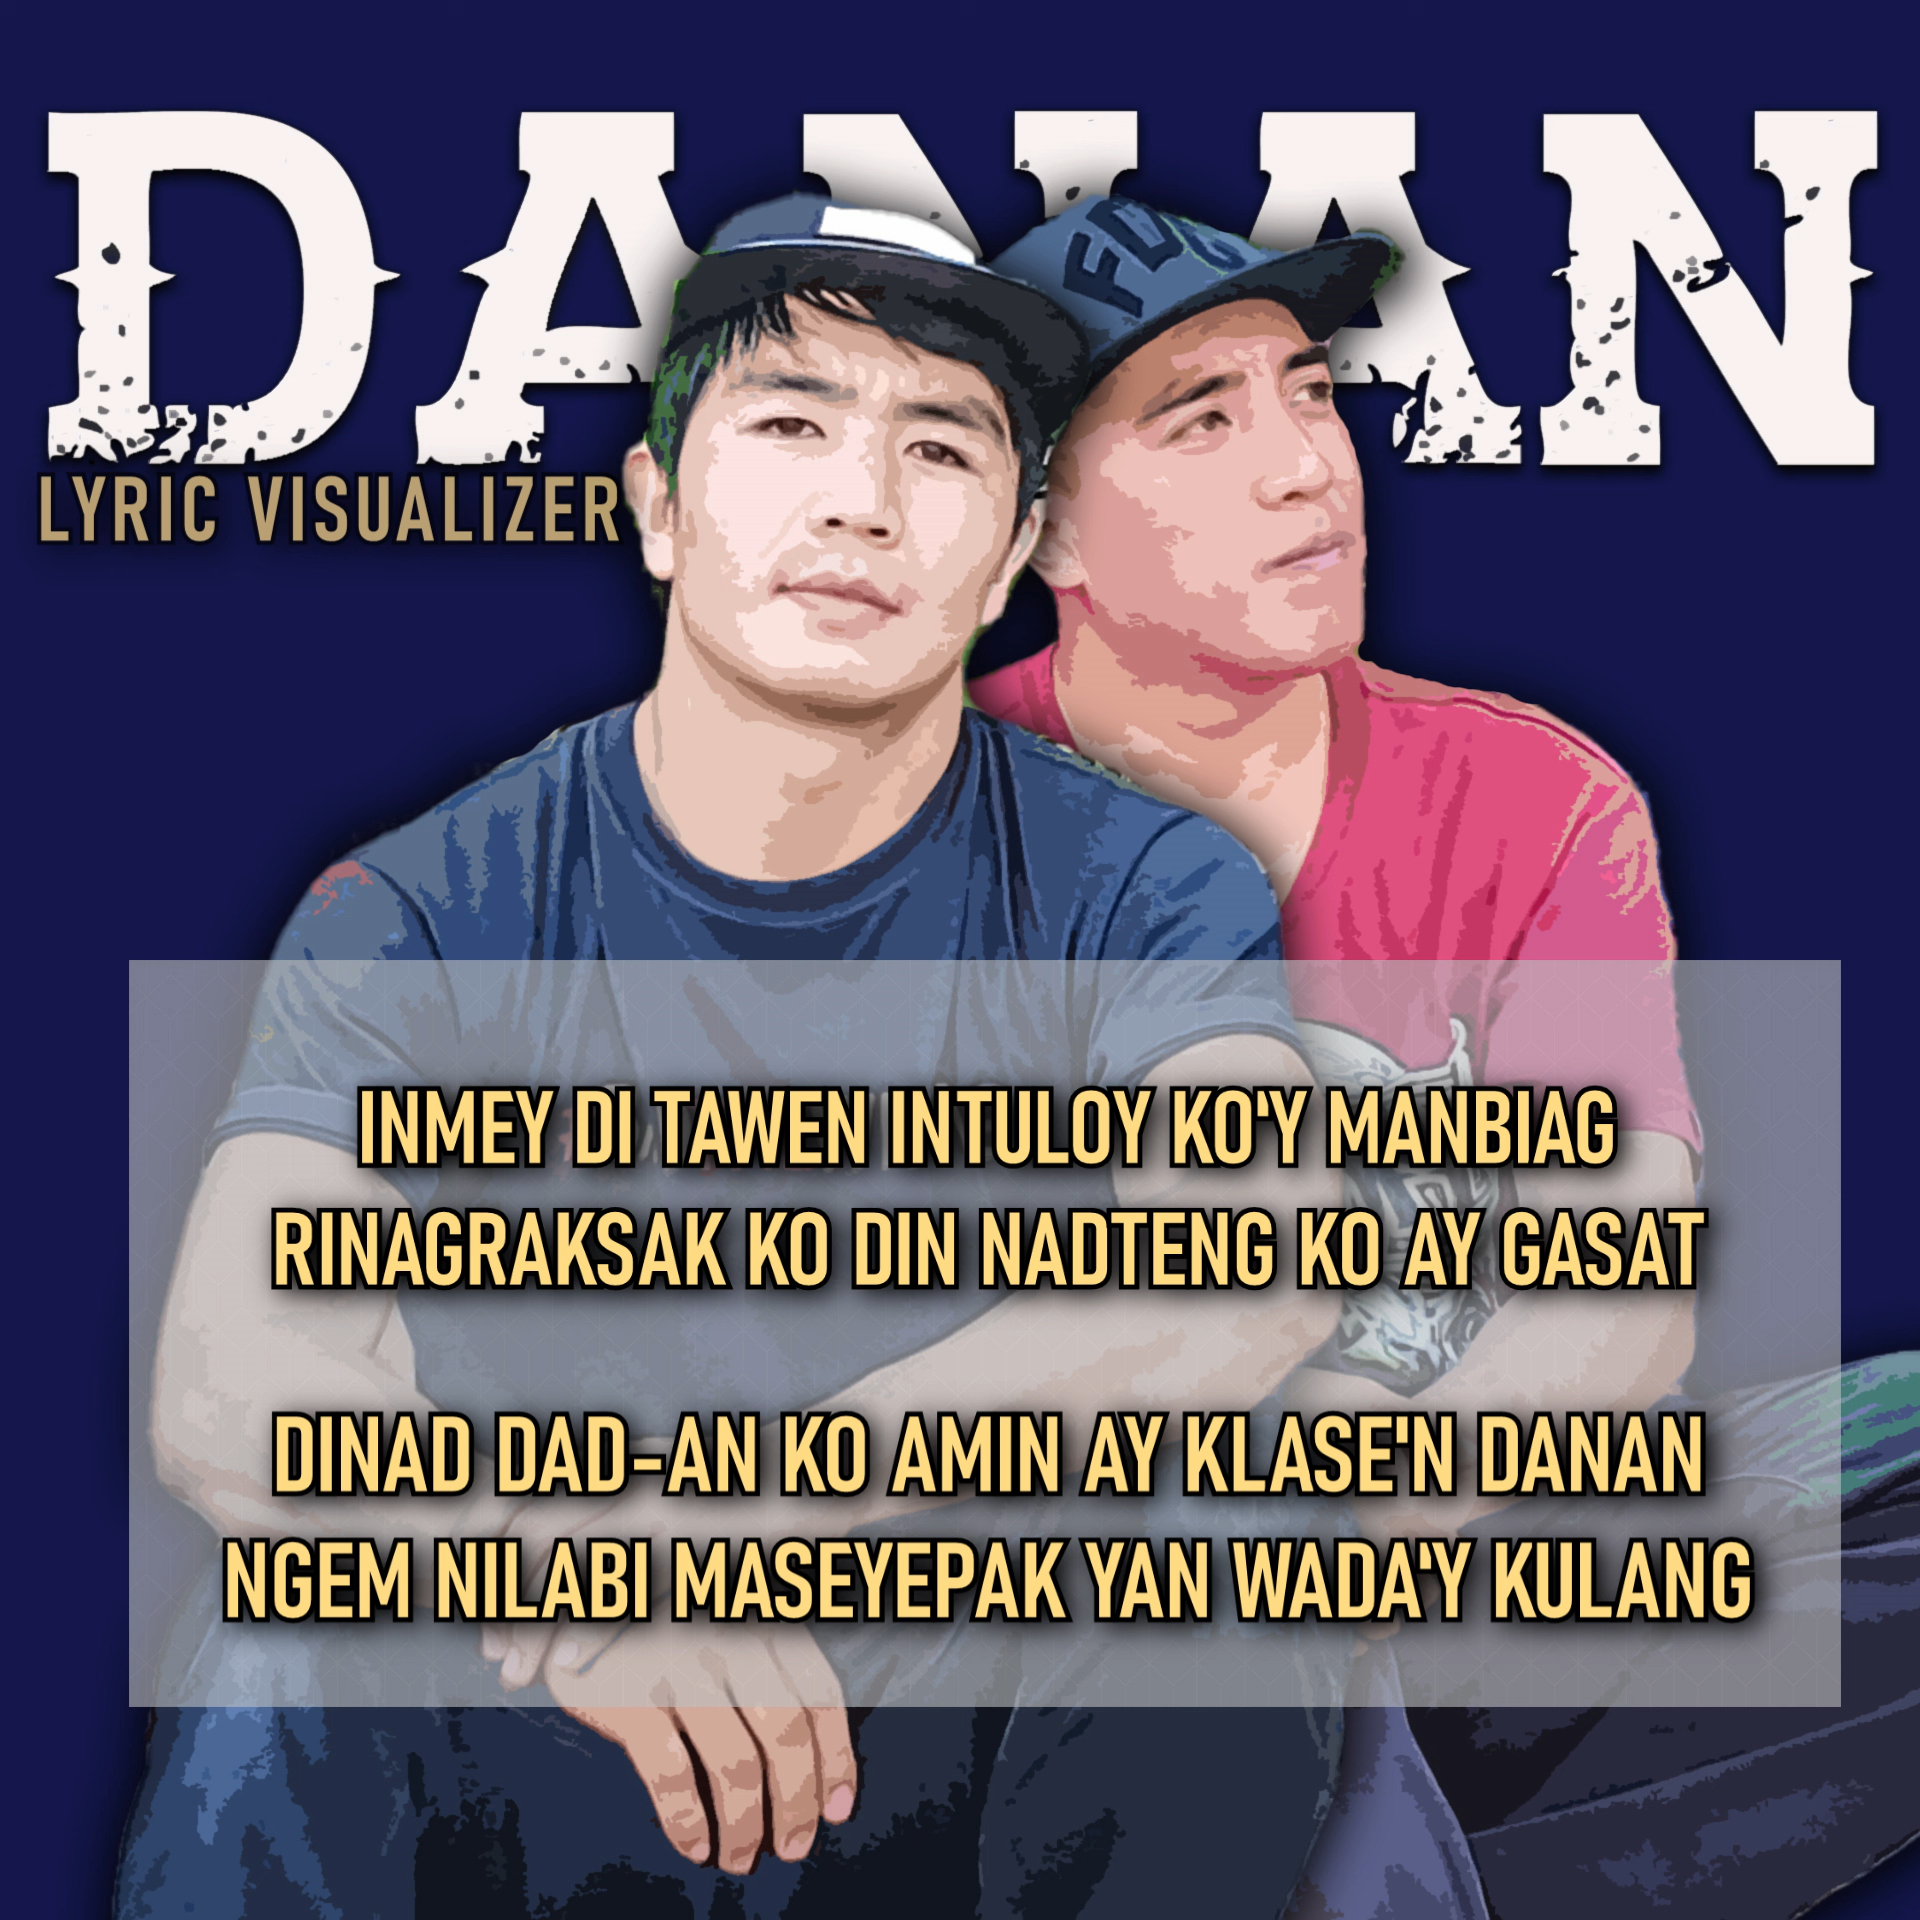 DANAN
LYRIC VISUALIZER
INMEY DI TAWEN INTULOY KO'Y MANBIAG
RINAGRAKSAK KO DIN NADTENG KO AY GASAT
DINAD DAD-AN KO AMIN AY KLASE'N DANAN
NGEM NILABI MASEYEPAK YAN WADA'Y KULANG